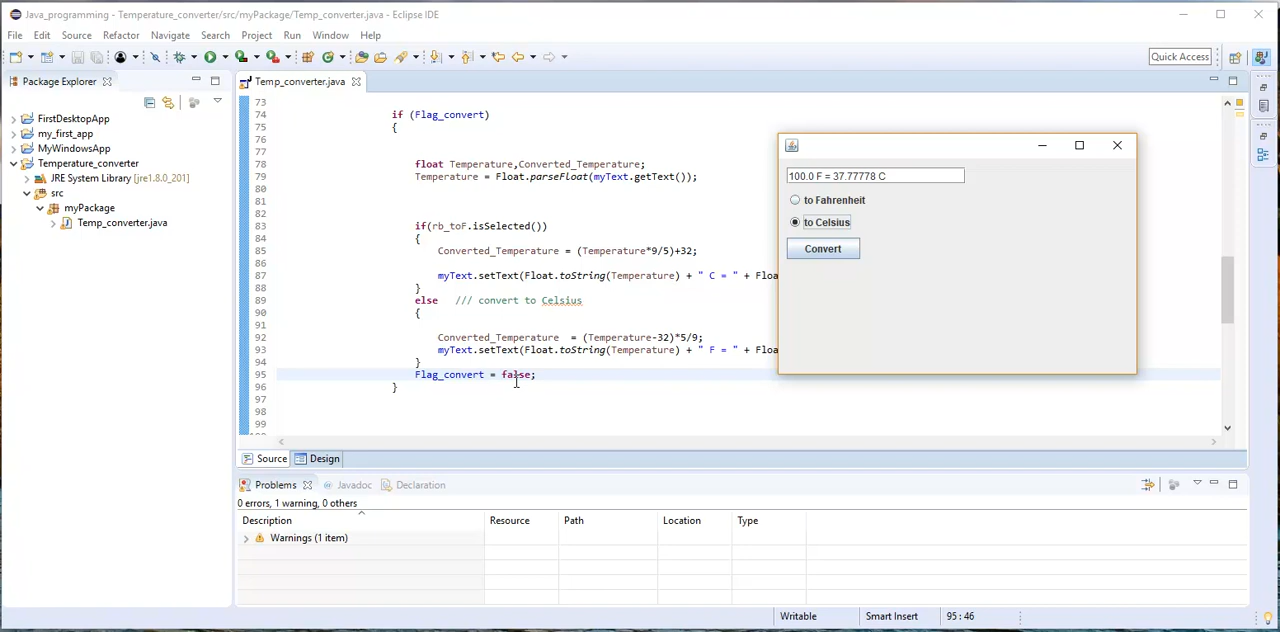 Java_programming - Temperature_converter/src/myPackage/Temp_converter.java - Eclipse IDE
File Edit Source Refactor Navigate Search Project Run Window Help
Quick Access
Package Explorer
FirstDesktopApp
my_first_app
MyWindowsApp
Temperature_converter
JRE System Library [jre1.8.0_201]
src
myPackage
Temp_converter.java
Temp_converter.java
73
74 if (Flag_convert)
75 {
76
77
78 float Temperature,Converted_Temperature;
79 Temperature = Float.parseFloat(myText.getText());
80
81
82
83 if(rb_toF.isSelected())
84 {
85 Converted_Temperature = (Temperature*9/5)+32;
86
87 myText.setText(Float.toString(Temperature) + " C = " + Floa
88 }
89 else /// convert to Celsius
90 {
91
92 Converted_Temperature = (Temperature-32)*5/9;
93 myText.setText(Float.toString(Temperature) + " F = " + Floa
94 }
95 Flag_convert = false;
96 }
97
98
99
100.0 F = 37.77778 C
to Fahrenheit
to Celsius
Convert
Source Design
Problems Javadoc Declaration
0 errors, 1 warning, 0 others
Description Resource Path Location Type
Warnings (1 item)
Writable Smart Insert 95 : 46